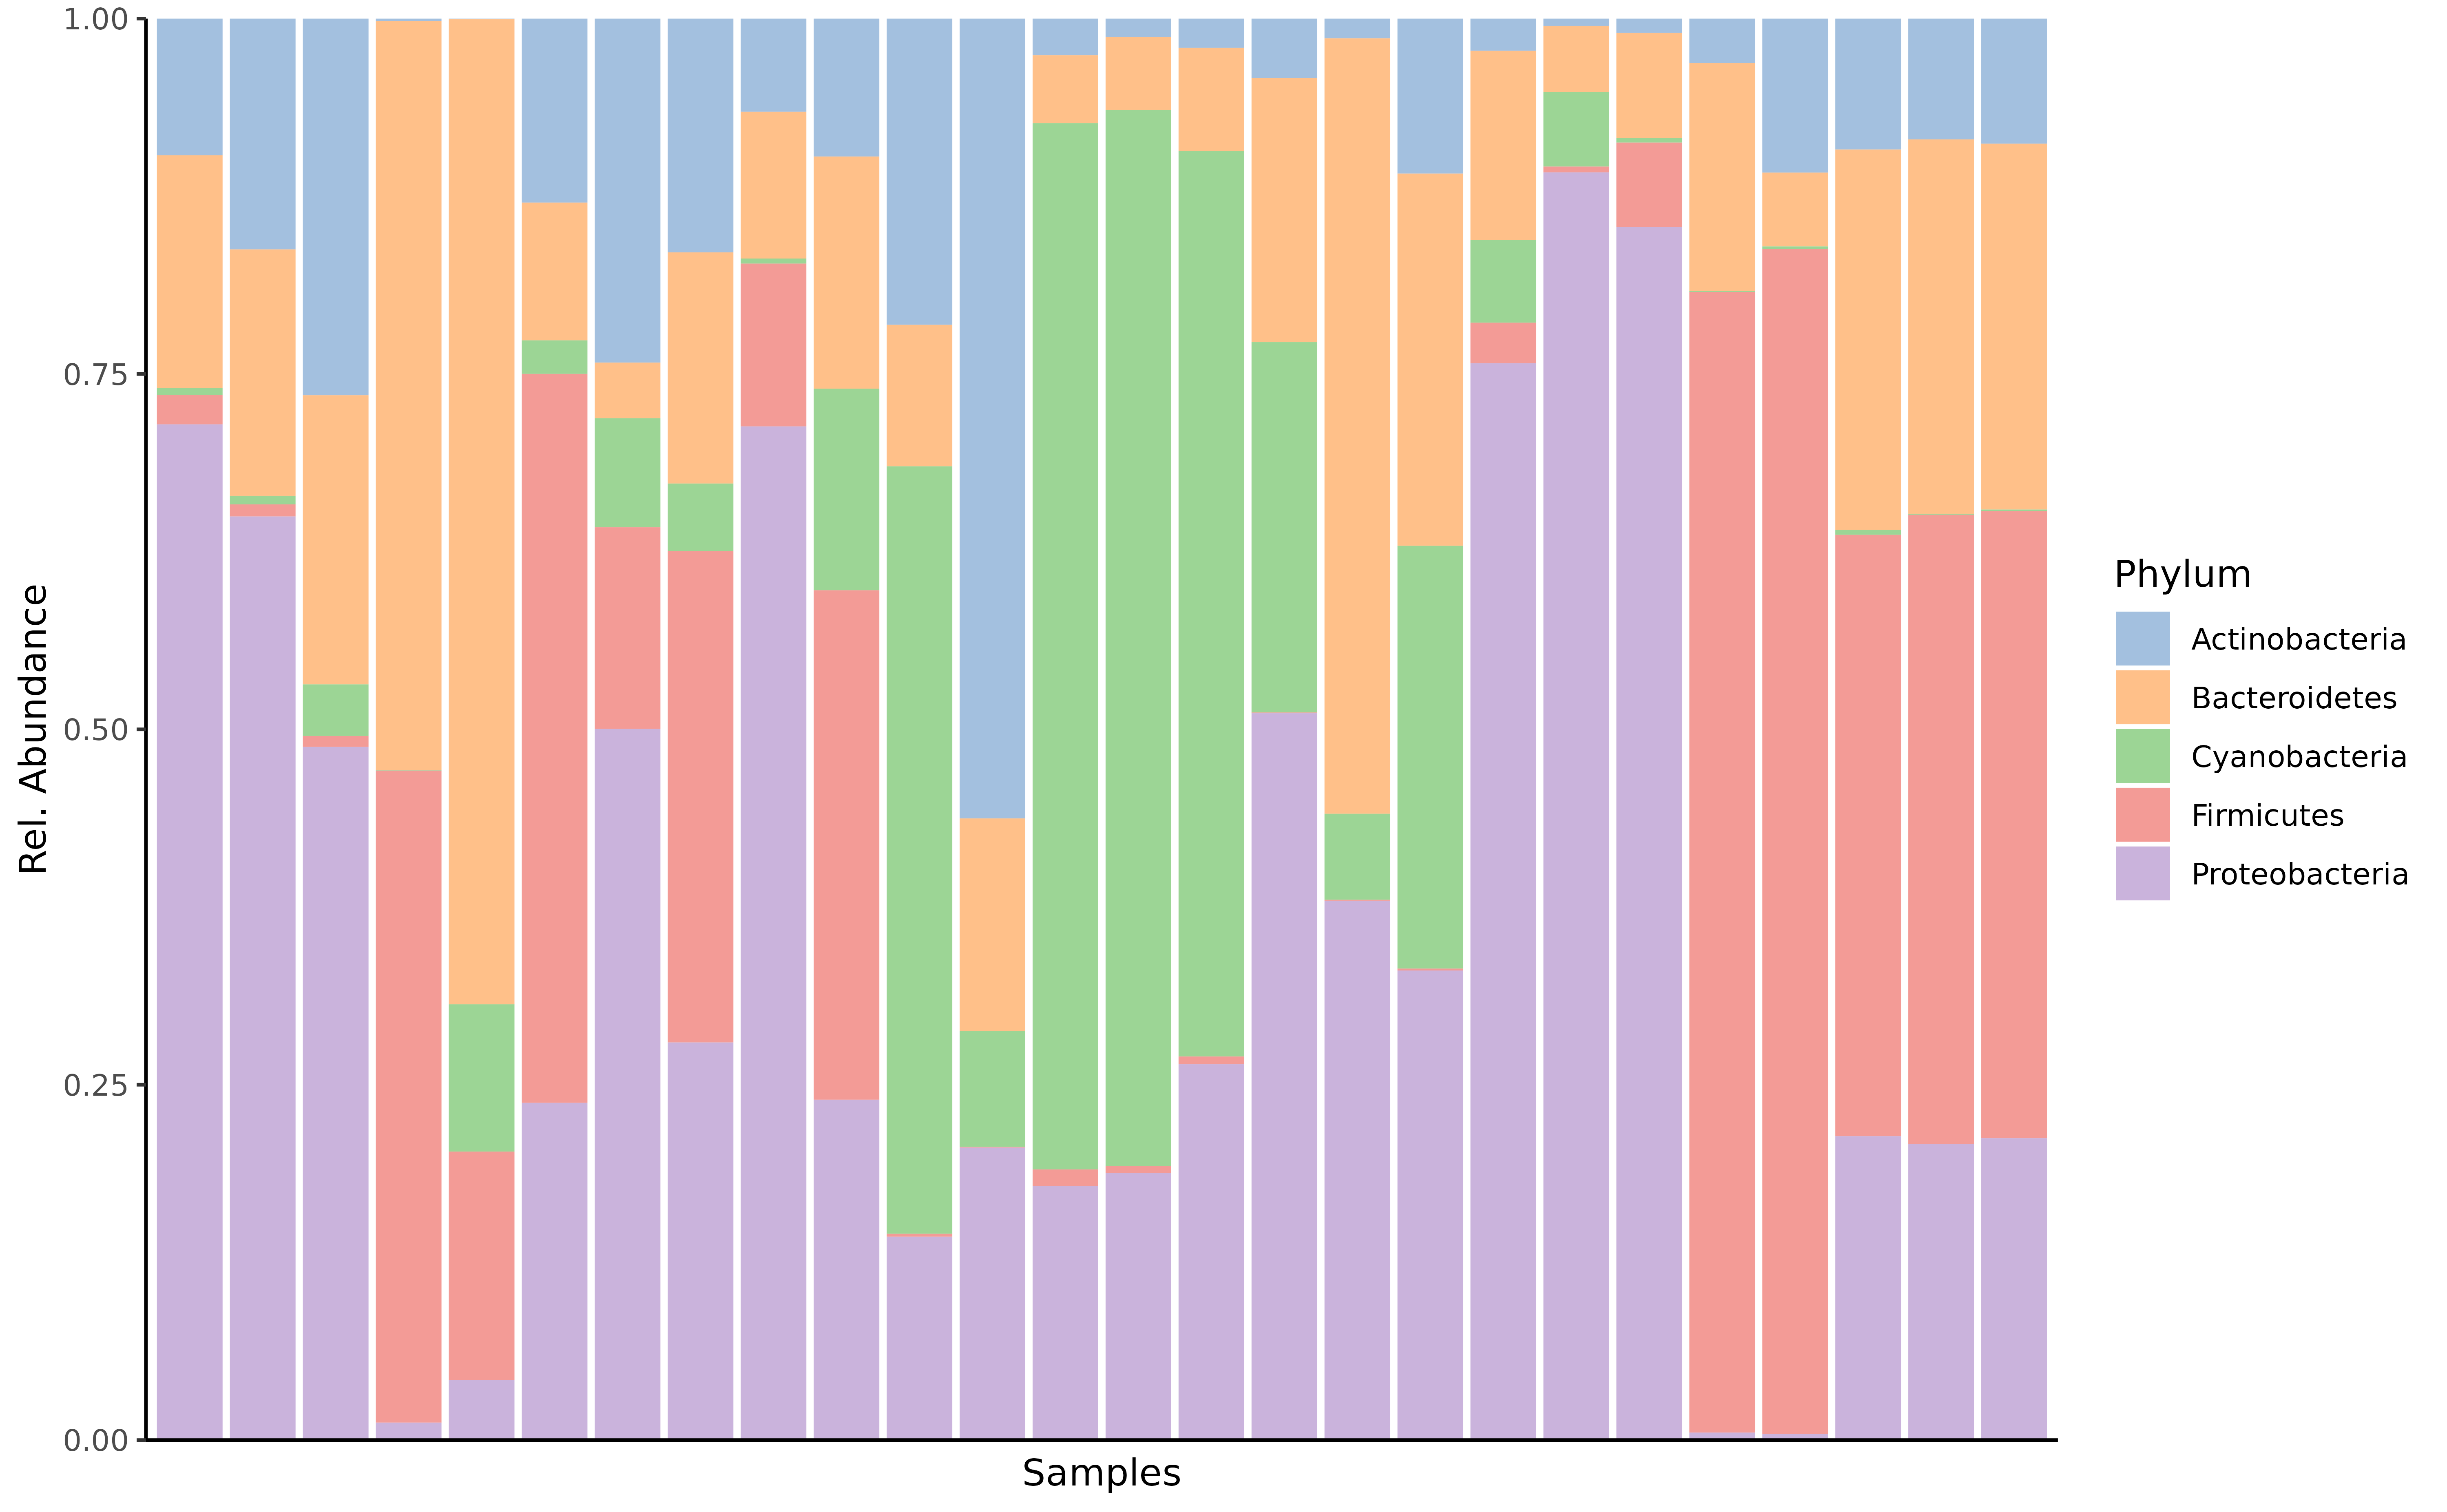 1.00
0.75
0.50
0.25
0.00
Rel. Abundance
Samples
Phylum
Actinobacteria
Bacteroidetes
Cyanobacteria
Firmicutes
Proteobacteria